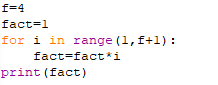 f=4
fact=1
for i in range(1,f+1):
    fact=fact*i
print(fact)